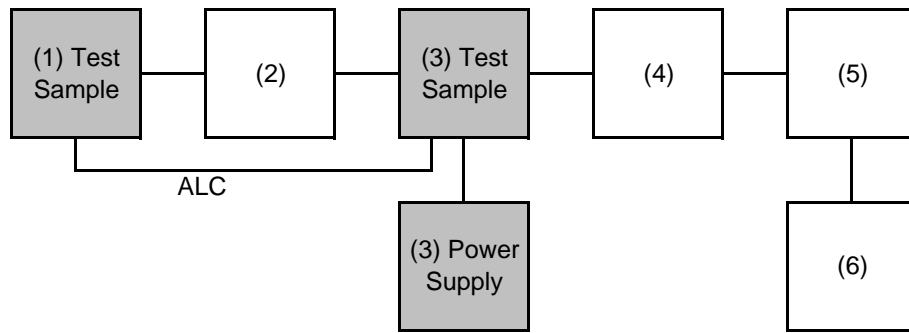 (1) Test
Sample
(2)
(3) Test
Sample
(4)
(5)
ALC
(3) Power
Supply
(6)